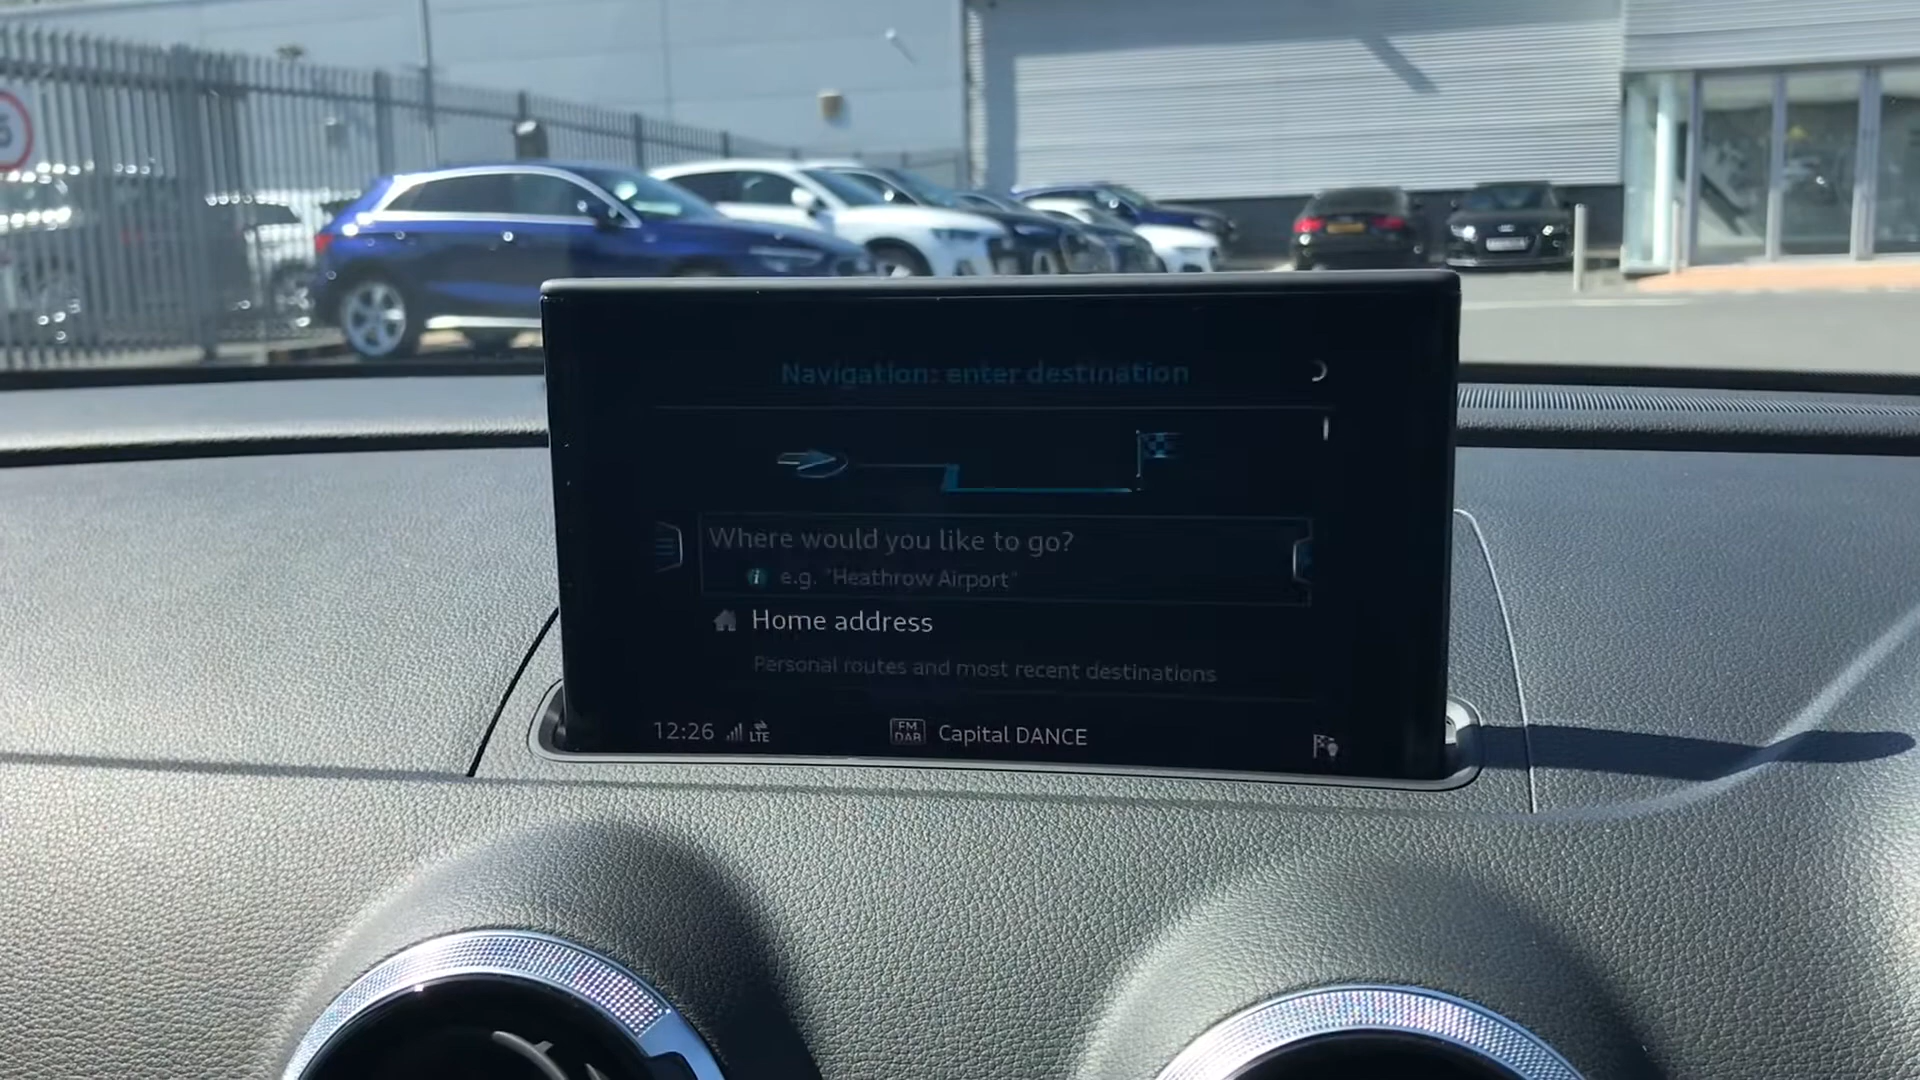 Navigation: enter destination
Where would you like to go?
i e.g. "Heathrow Airport"
Home address
Personal routes and most recent destinations
12:26 LTE FM DAB Capital DANCE